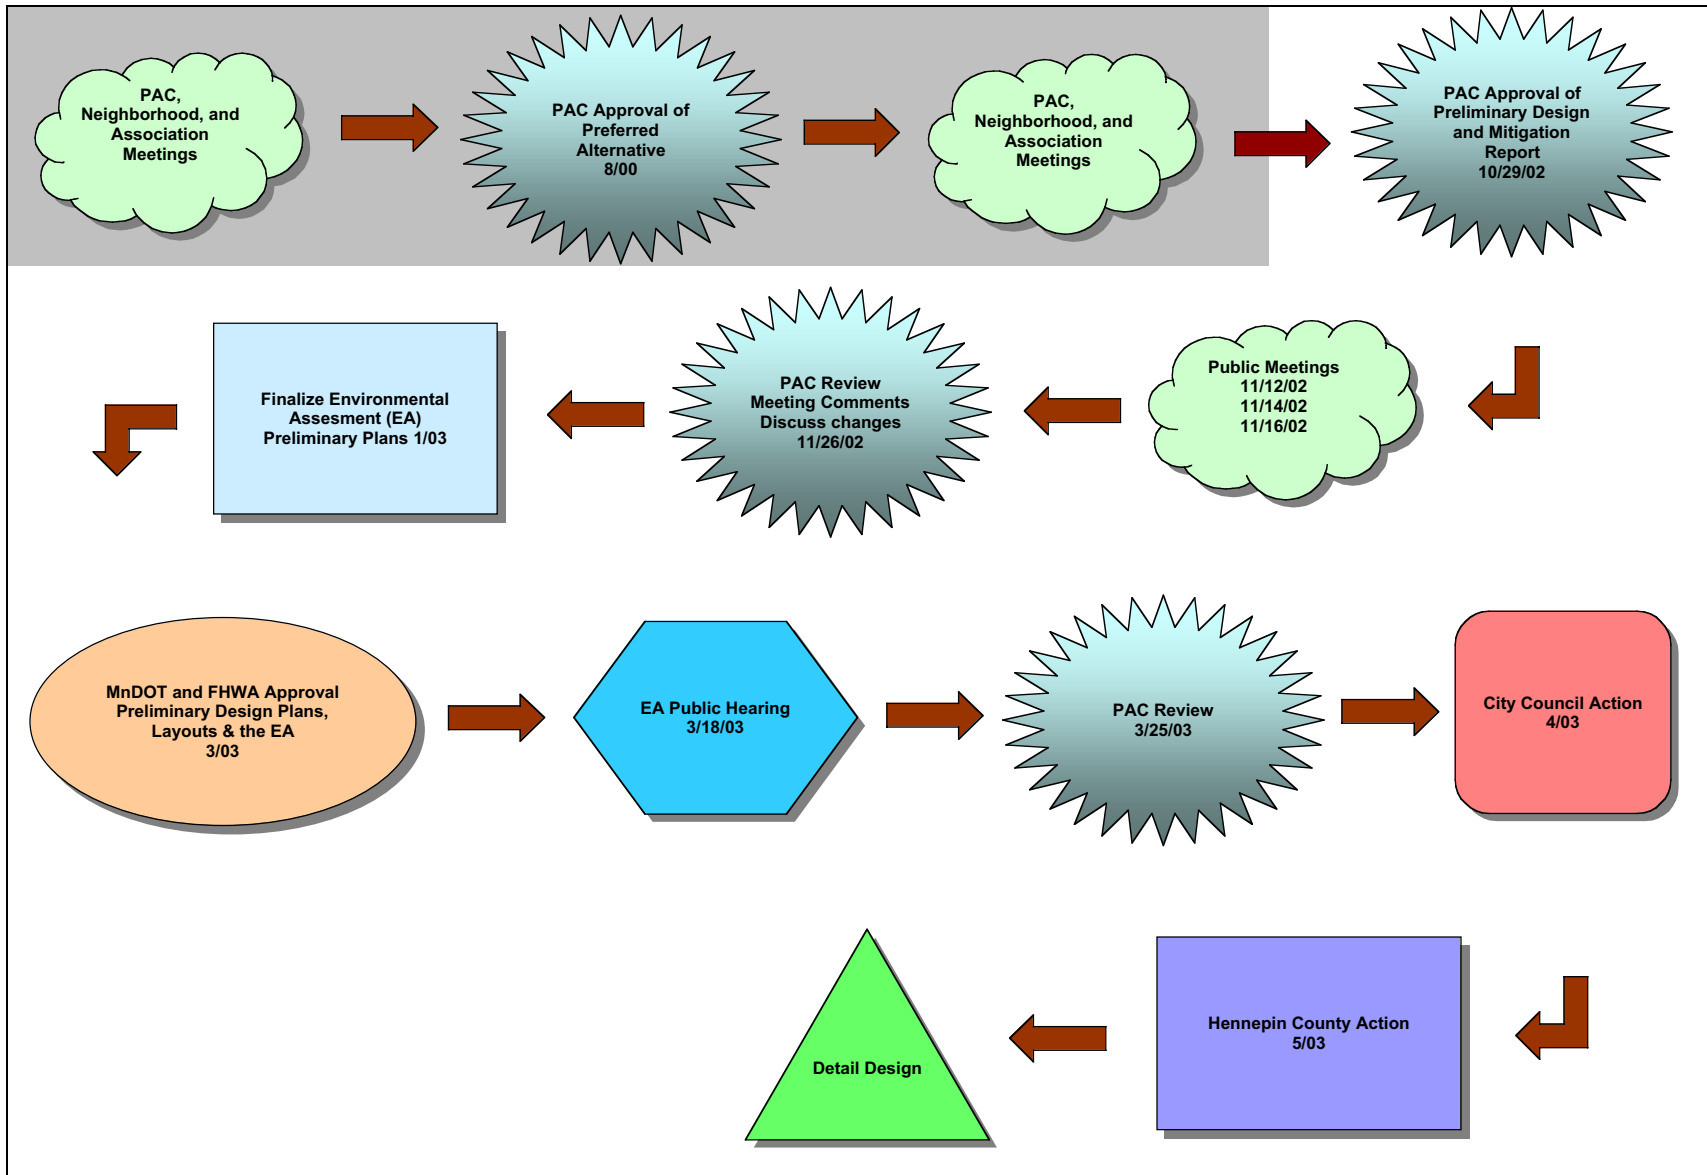 PAC,
Neighborhood, and
Association
Meetings
PAC Approval of
Preferred
Alternative
8/00
PAC,
Neighborhood, and
Association
Meetings
PAC Approval of
Preliminary Design
and Mitigation
Report
10/29/02
Public Meetings
11/12/02
11/14/02
11/16/02
PAC Review
Meeting Comments
Discuss changes
11/26/02
Finalize Environmental
Assesment (EA)
Preliminary Plans 1/03
MnDOT and FHWA Approval
Preliminary Design Plans,
Layouts & the EA
3/03
EA Public Hearing
3/18/03
PAC Review
3/25/03
City Council Action
4/03
Hennepin County Action
5/03
Detail Design